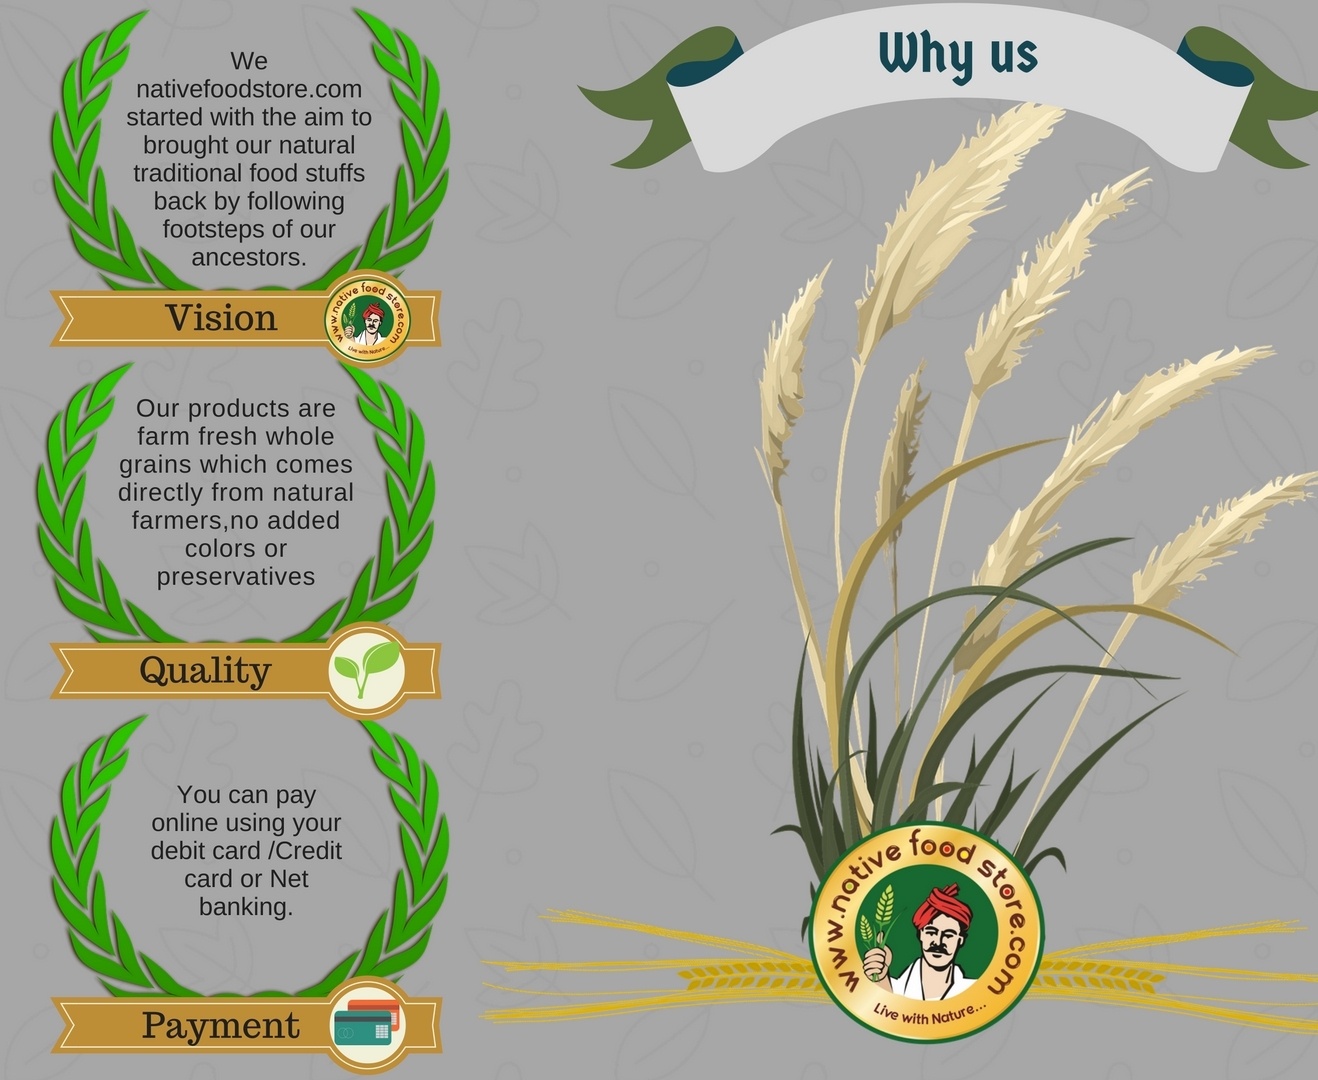 Why us
We
nativefoodstore.com
started with the aim to
brought our natural
traditional food stuffs
back by following
footsteps of our
ancestors.
Vision
www.native food store.com
Live with Nature...
Our products are
farm fresh whole
grains which comes
directly from natural
farmers,no added
colors or
preservatives
Quality
You can pay
online using your
debit card /Credit
card or Net
banking.
Payment
www.native food store.com
Live with Nature...